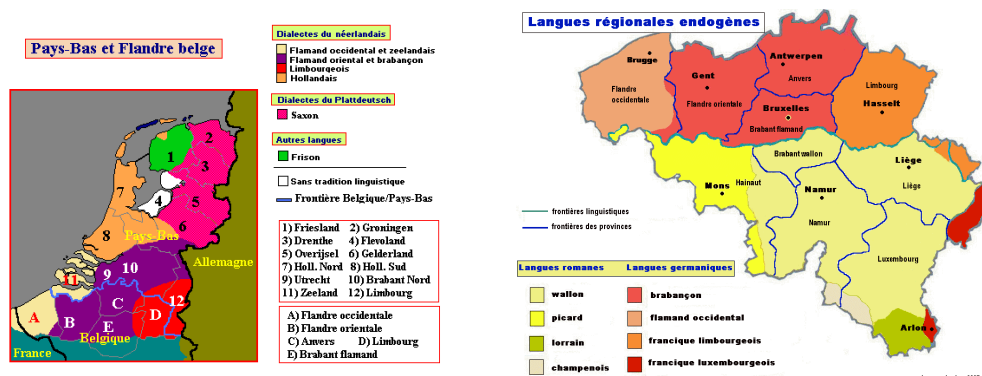 Pays-Bas et Flandre belge
Dialectes du néerlandais
Flamand occidental et zeelandais
Flamand oriental et brabançon
Limbourgeois
Hollandais
Dialectes du Plattdeutsch
Saxon
Autres langues
Frison
Sans tradition linguistique
Frontière Belgique/Pays-Bas
1) Friesland 2) Groningen
3) Drenthe 4) Flevoland
5) Overijsel 6) Gelderland
7) Holl. Nord 8) Holl. Sud
9) Utrecht 10) Brabant Nord
11) Zeeland 12) Limbourg
A) Flandre occidentale
B) Flandre orientale
C) Anvers D) Limbourg
E) Brabant flamand
2
1
3
7
4
5
6
8
Pays-Bas
10
9
Allemagne
11
12
C
A
B
D
E
Belgique
France
Langues régionales endogènes
Brugge
Antwerpen
Gent
Anvers
Limbourg
Flandre
occidentale
Flandre orientale
Bruxelles
Hasselt
Brabant flamand
Brabant wallon
Liège
Mons
Hainaut
Namur
Liège
Namur
Luxembourg
Arlon
frontières linguistiques
frontières des provinces
Langues romanes
Langues germaniques
wallon
brabançon
picard
flamand occidental
lorrain
francique limbourgeois
champenois
francique luxembourgeois